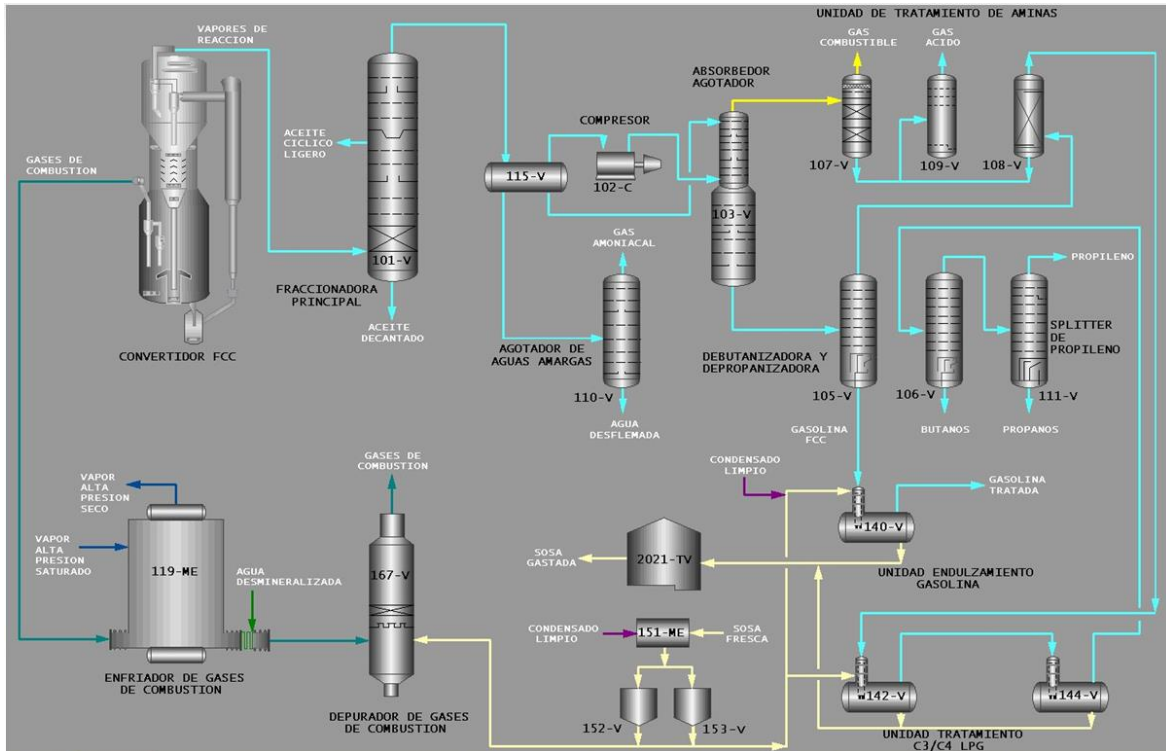 UNIDAD DE TRATAMIENTO DE AMINAS
VAPORES DE
REACCION
GAS
COMBUSTIBLE
GAS
ACIDO
ABSORBEDOR
AGOTADOR
COMPRESOR
GASES DE
COMBUSTION
ACEITE
CICLICO
LIGERO
115-V
102-C
107-V
109-V
108-V
103-V
GAS
AMONIACAL
101-V
FRACCIONADORA
PRINCIPAL
PROPILENO
ACEITE
DECANTADO
CONVERTIDOR FCC
AGOTADOR DE
AGUAS AMARGAS
DEBUTANIZADORA Y
DEPROPANIZADORA
SPLITTER
DE
PROPILENO
110-V
105-V
106-V
111-V
AGUA
DESFLEMADA
GASOLINA
FCC
BUTANOS
PROPANOS
GASES DE
COMBUSTION
CONDENSADO
LIMPIO
GASOLINA
TRATADA
VAPOR
ALTA
PRESION
SECO
140-V
VAPOR
ALTA
PRESION
SATURADO
119-ME
AGUA
DESMINERALIZADA
167-V
SOSA
GASTADA
2021-TV
UNIDAD ENDULZAMIENTO
GASOLINA
CONDENSADO
LIMPIO
151-ME
SOSA
FRESCA
ENFRIADOR DE GASES
DE COMBUSTION
DEPURADOR DE GASES
DE COMBUSTION
152-V
153-V
142-V
144-V
UNIDAD TRATAMIENTO
C3/C4 LPG